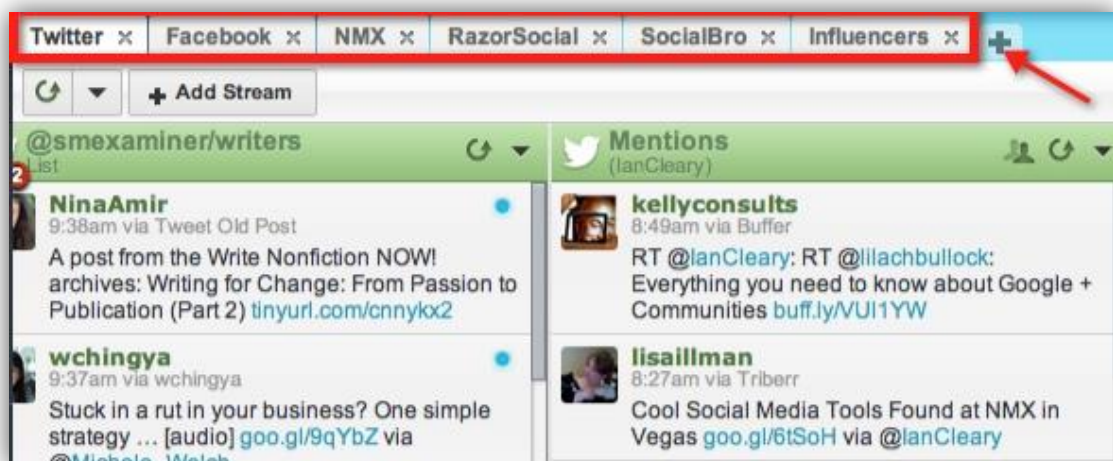 Twitter × Facebook × NMX × RazorSocial × SocialBro × Influencers ×
Add Stream
@smexaminer/writers
List
2
NinaAmir
9:38am via Tweet Old Post
A post from the Write Nonfiction NOW!
archives: Writing for Change: From Passion to
Publication (Part 2) tinyurl.com/cnnykx2
wchingya
9:37am via wchingya
Stuck in a rut in your business? One simple
strategy ... [audio] goo.gl/9qYbZ via
Mentions
(IanCleary)
kellyconsults
8:49am via Buffer
RT @IanCleary: RT @lilachbullock:
Everything you need to know about Google +
Communities buff.ly/VUI1YW
lisaillman
8:27am via Triberr
Cool Social Media Tools Found at NMX in
Vegas goo.gl/6tSoH via @IanCleary